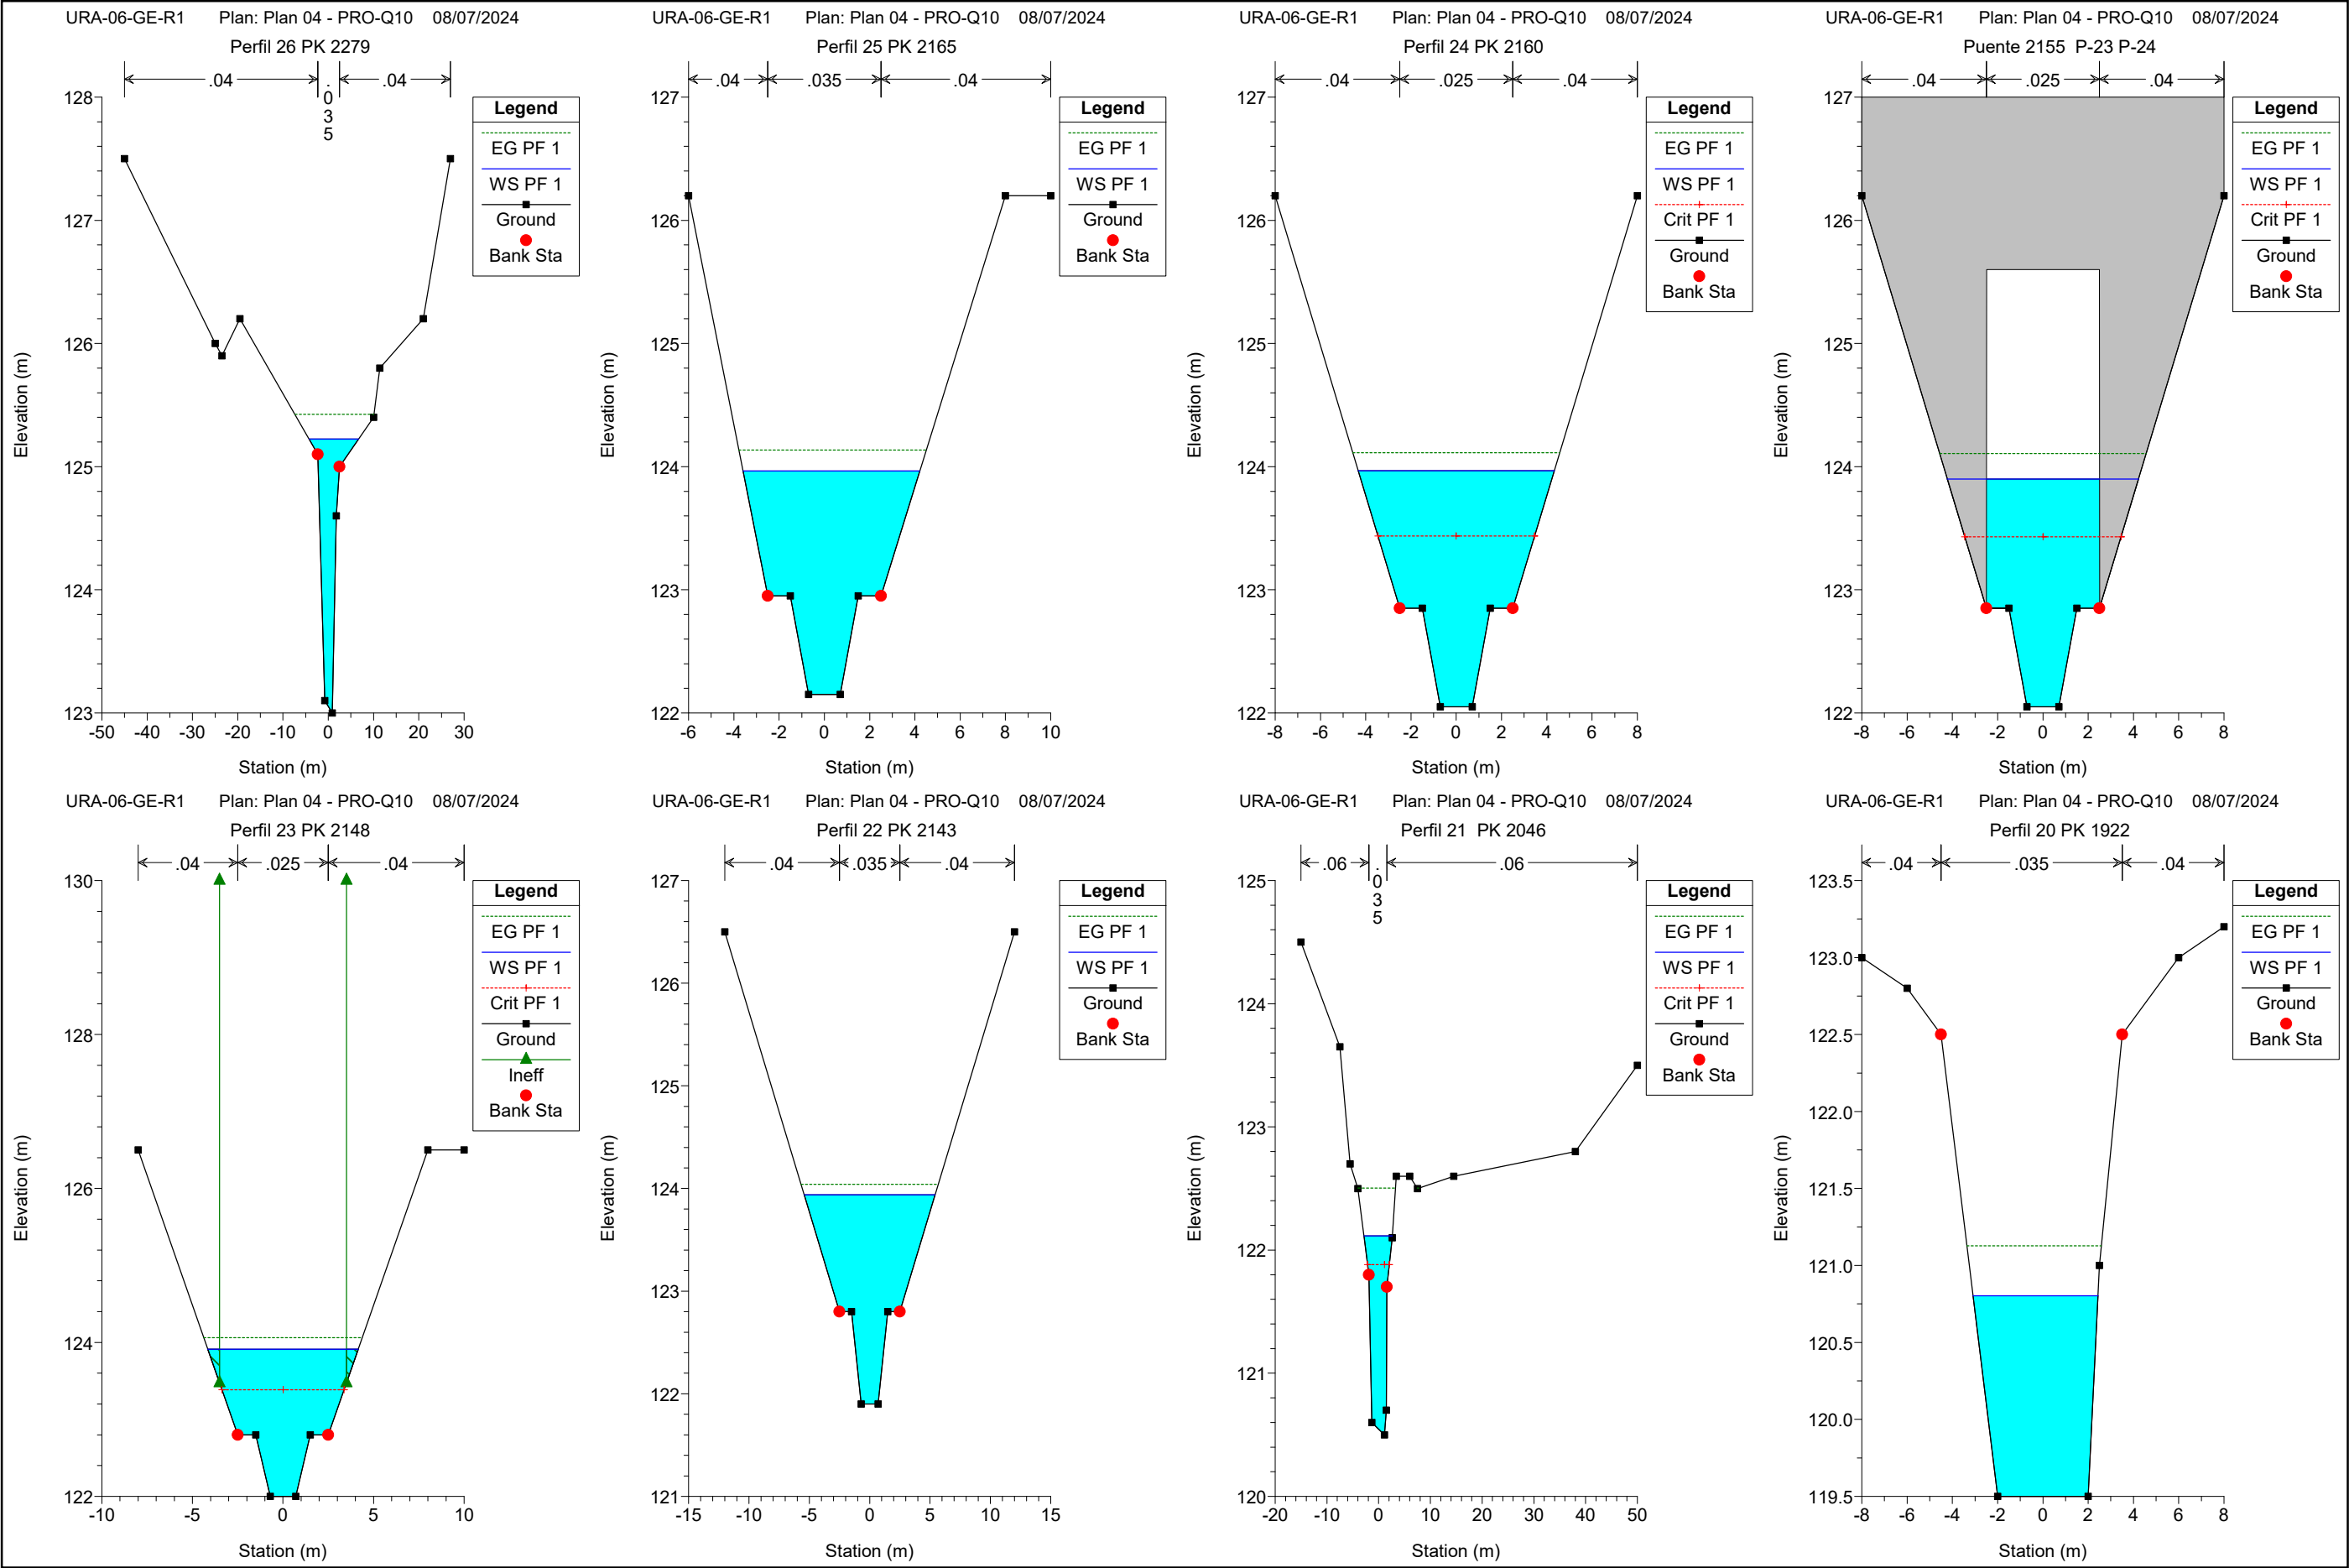 URA-06-GE-R1 Plan: Plan 04 - PRO-Q10 08/07/2024
Perfil 26 PK 2279
.04 .035 .04
128
127
126
125
124
123
-50 -40 -30 -20 -10 0 10 20 30
Elevation (m)
Station (m)
Legend
EG PF 1
WS PF 1
Ground
Bank Sta
URA-06-GE-R1 Plan: Plan 04 - PRO-Q10 08/07/2024
Perfil 25 PK 2165
.04 .035 .04
127
126
125
124
123
122
-6 -4 -2 0 2 4 6 8 10
Elevation (m)
Station (m)
Legend
EG PF 1
WS PF 1
Ground
Bank Sta
URA-06-GE-R1 Plan: Plan 04 - PRO-Q10 08/07/2024
Perfil 24 PK 2160
.04 .025 .04
127
126
125
124
123
122
-8 -6 -4 -2 0 2 4 6 8
Elevation (m)
Station (m)
Legend
EG PF 1
WS PF 1
Crit PF 1
Ground
Bank Sta
URA-06-GE-R1 Plan: Plan 04 - PRO-Q10 08/07/2024
Puente 2155 P-23 P-24
.04 .025 .04
127
126
125
124
123
122
-8 -6 -4 -2 0 2 4 6 8
Elevation (m)
Station (m)
Legend
EG PF 1
WS PF 1
Crit PF 1
Ground
Bank Sta
URA-06-GE-R1 Plan: Plan 04 - PRO-Q10 08/07/2024
Perfil 23 PK 2148
.04 .025 .04
130
128
126
124
122
-10 -5 0 5 10
Elevation (m)
Station (m)
Legend
EG PF 1
WS PF 1
Crit PF 1
Ground
Ineff
Bank Sta
URA-06-GE-R1 Plan: Plan 04 - PRO-Q10 08/07/2024
Perfil 22 PK 2143
.04 .035 .04
127
126
125
124
123
122
121
-15 -10 -5 0 5 10 15
Elevation (m)
Station (m)
Legend
EG PF 1
WS PF 1
Ground
Bank Sta
URA-06-GE-R1 Plan: Plan 04 - PRO-Q10 08/07/2024
Perfil 21 PK 2046
.06 .035 .06
125
124
123
122
121
120
-20 -10 0 10 20 30 40 50
Elevation (m)
Station (m)
Legend
EG PF 1
WS PF 1
Crit PF 1
Ground
Bank Sta
URA-06-GE-R1 Plan: Plan 04 - PRO-Q10 08/07/2024
Perfil 20 PK 1922
.04 .035 .04
123.5
123.0
122.5
122.0
121.5
121.0
120.5
120.0
119.5
-8 -6 -4 -2 0 2 4 6 8
Elevation (m)
Station (m)
Legend
EG PF 1
WS PF 1
Ground
Bank Sta